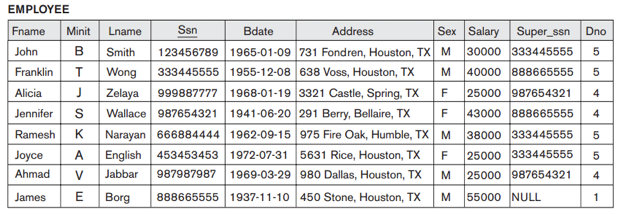 EMPLOYEE
Fname Minit Lname Ssn Bdate Address Sex Salary Super_ssn Dno
John B Smith 123456789 1965-01-09 731 Fondren, Houston, TX M 30000 333445555 5
Franklin T Wong 333445555 1955-12-08 638 Voss, Houston, TX M 40000 888665555 5
Alicia J Zelaya 999887777 1968-01-19 3321 Castle, Spring, TX F 25000 987654321 4
Jennifer S Wallace 987654321 1941-06-20 291 Berry, Bellaire, TX F 43000 888665555 4
Ramesh K Narayan 666884444 1962-09-15 975 Fire Oak, Humble, TX M 38000 333445555 5
Joyce A English 453453453 1972-07-31 5631 Rice, Houston, TX F 25000 333445555 5
Ahmad V Jabbar 987987987 1969-03-29 980 Dallas, Houston, TX M 25000 987654321 4
James E Borg 888665555 1937-11-10 450 Stone, Houston, TX M 55000 NULL 1